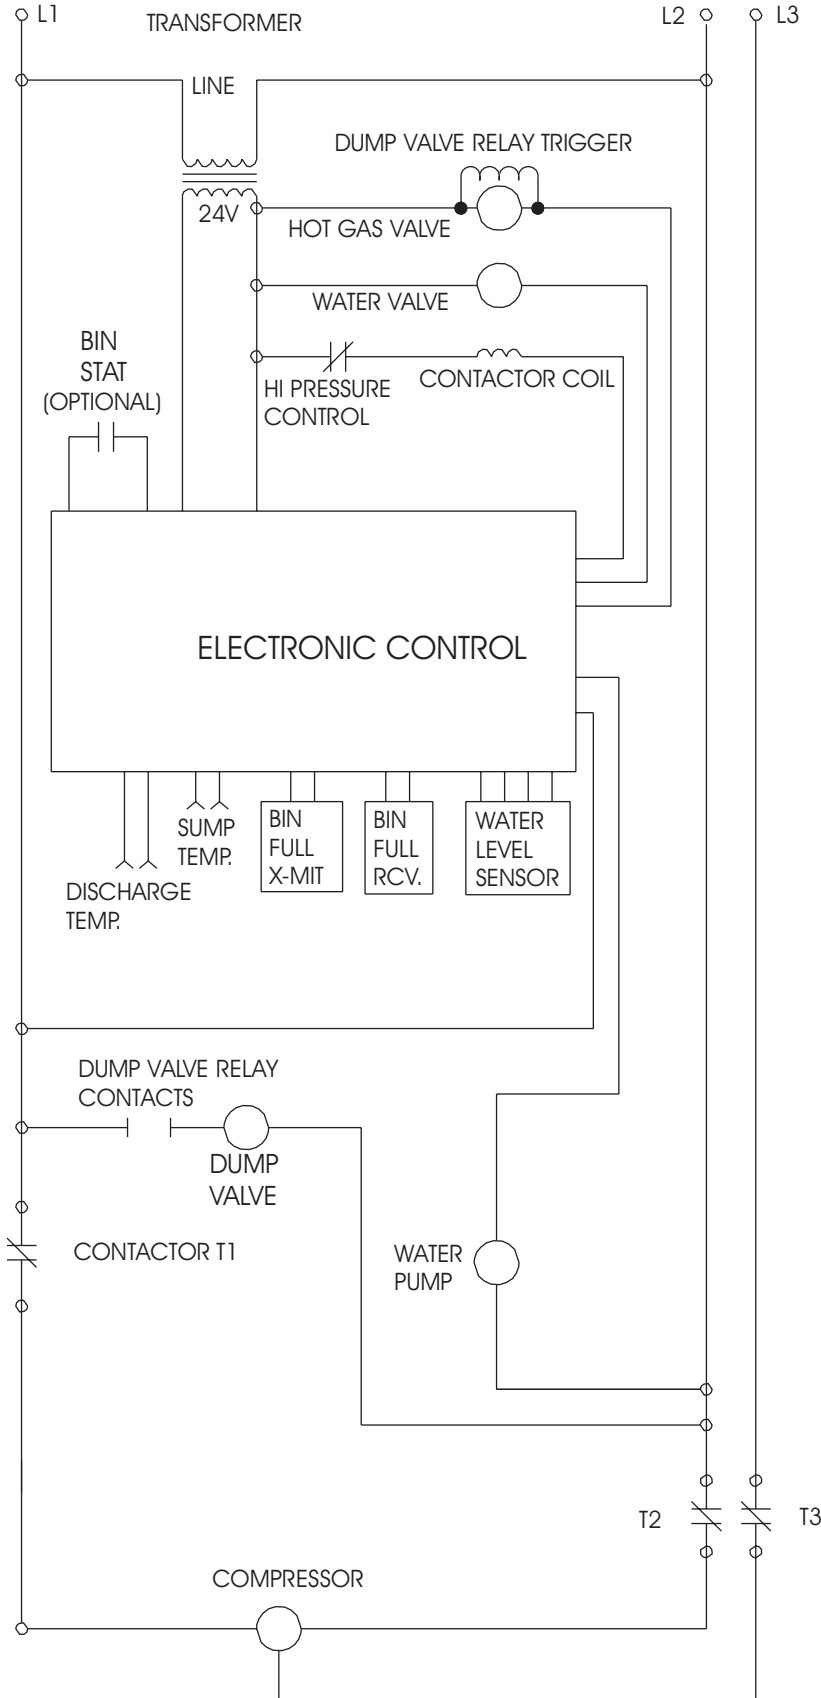 L1
TRANSFORMER
L2
L3
LINE
DUMP VALVE RELAY TRIGGER
24V
HOT GAS VALVE
WATER VALVE
BIN
STAT
(OPTIONAL)
HI PRESSURE
CONTROL
CONTACTOR COIL
ELECTRONIC CONTROL
SUMP
TEMP.
DISCHARGE
TEMP.
BIN
FULL
X-MIT
BIN
FULL
RCV.
WATER
LEVEL
SENSOR
DUMP VALVE RELAY
CONTACTS
DUMP
VALVE
CONTACTOR T1
WATER
PUMP
T2
T3
COMPRESSOR